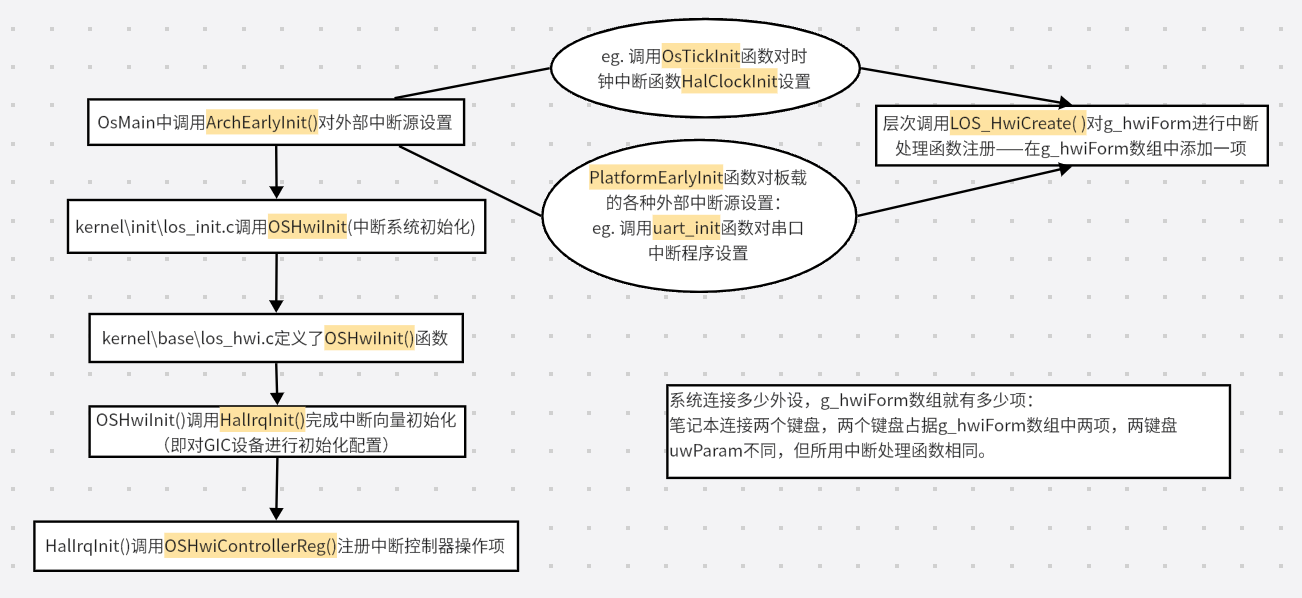 eg. 调用OsTickInit函数对时
钟中断函数HalClockInit设置
OsMain中调用ArchEarlyInit()对外部中断源设置
层次调用LOS_HwiCreate( )对g_hwiForm进行中断
处理函数注册——在g_hwiForm数组中添加一项
PlatformEarlyInit函数对板载
的各种外部中断源设置：
eg. 调用uart_init函数对串口
中断程序设置
kernel\init\los_init.c调用OSHwiInit(中断系统初始化)
kernel\base\los_hwi.c定义了OSHwiInit()函数
OSHwiInit()调用HalIrqInit()完成中断向量初始化
（即对GIC设备进行初始化配置）
系统连接多少外设，g_hwiForm数组就有多少项：
笔记本连接两个键盘，两个键盘占据g_hwiForm数组中两项，两键盘
uwParam不同，但所用中断处理函数相同。
HalIrqInit()调用OSHwiControllerReg()注册中断控制器操作项